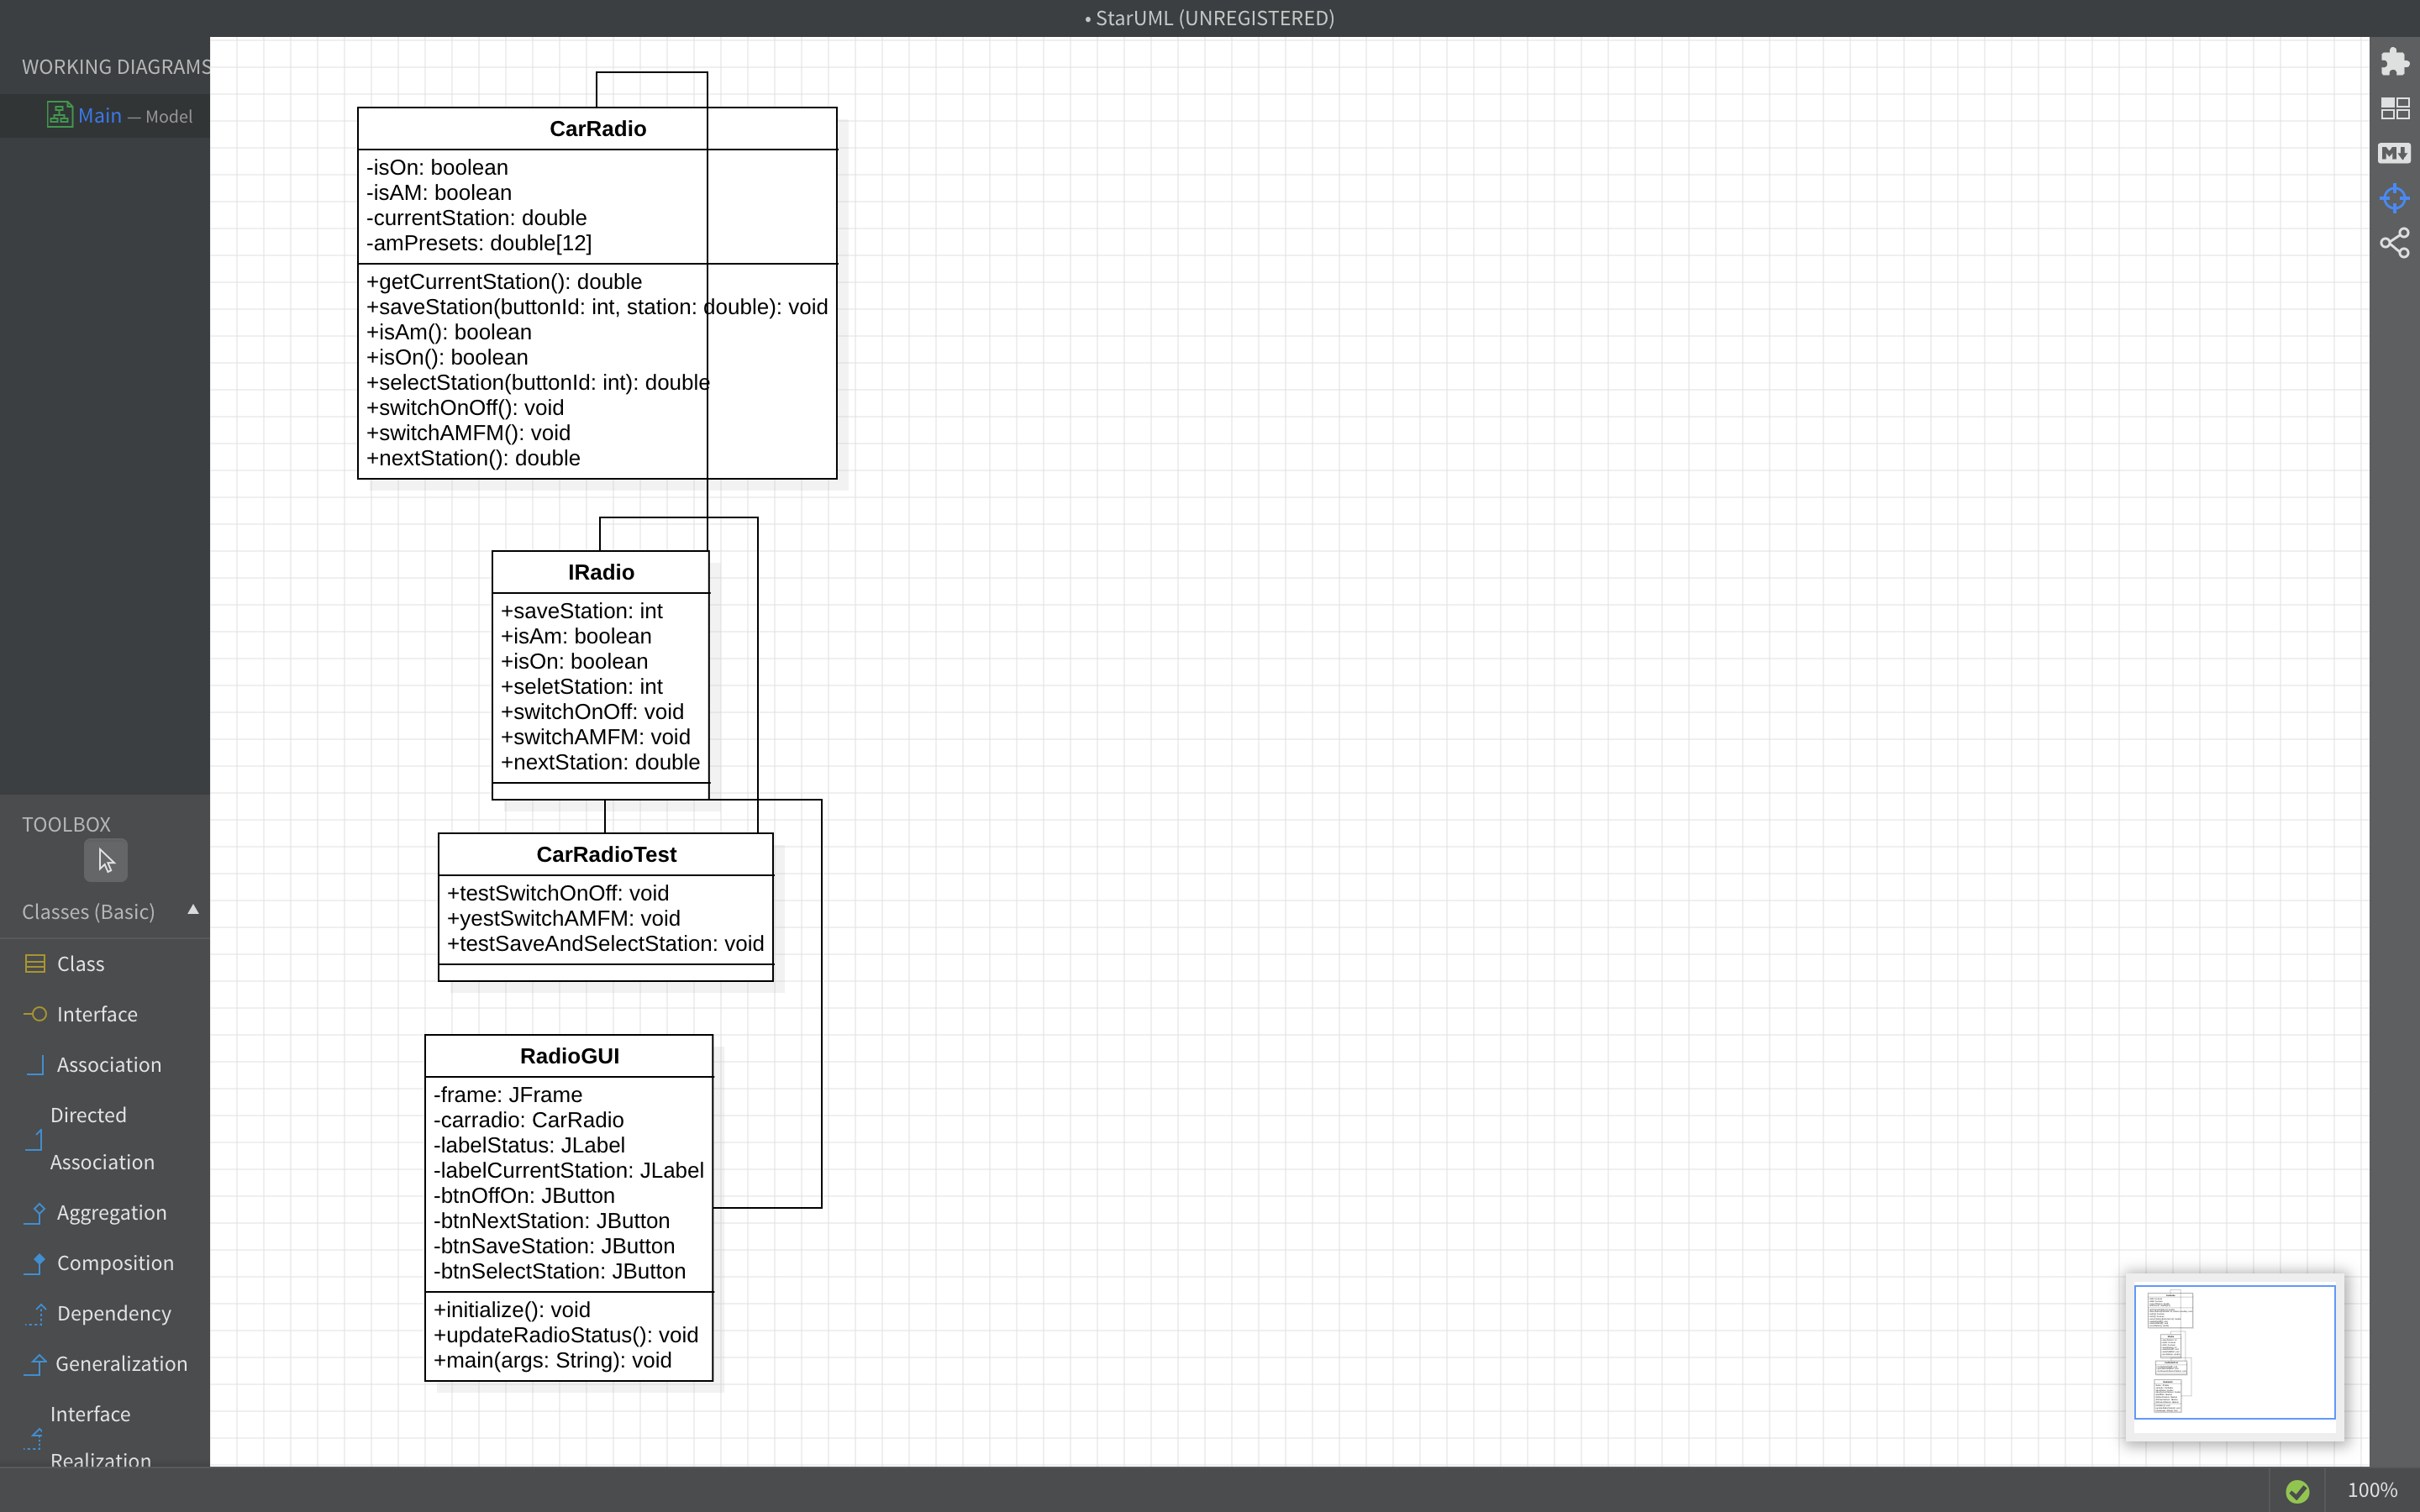 • StarUML (UNREGISTERED)
WORKING DIAGRAMS
Main — Model
CarRadio
-isOn: boolean
-isAM: boolean
-currentStation: double
-amPresets: double[12]
+getCurrentStation(): double
+saveStation(buttonId: int, station: double): void
+isAm(): boolean
+isOn(): boolean
+selectStation(buttonId: int): double
+switchOnOff(): void
+switchAMFM(): void
+nextStation(): double
IRadio
+saveStation: int
+isAm: boolean
+isOn: boolean
+seletStation: int
+switchOnOff: void
+switchAMFM: void
+nextStation: double
CarRadioTest
+testSwitchOnOff: void
+yestSwitchAMFM: void
+testSaveAndSelectStation: void
RadioGUI
-frame: JFrame
-carradio: CarRadio
-labelStatus: JLabel
-labelCurrentStation: JLabel
-btnOffOn: JButton
-btnNextStation: JButton
-btnSaveStation: JButton
-btnSelectStation: JButton
+initialize(): void
+updateRadioStatus(): void
+main(args: String): void
TOOLBOX
Classes (Basic)
Class
Interface
Association
Directed
Association
Aggregation
Composition
Dependency
Generalization
Interface
Realization
M
100%